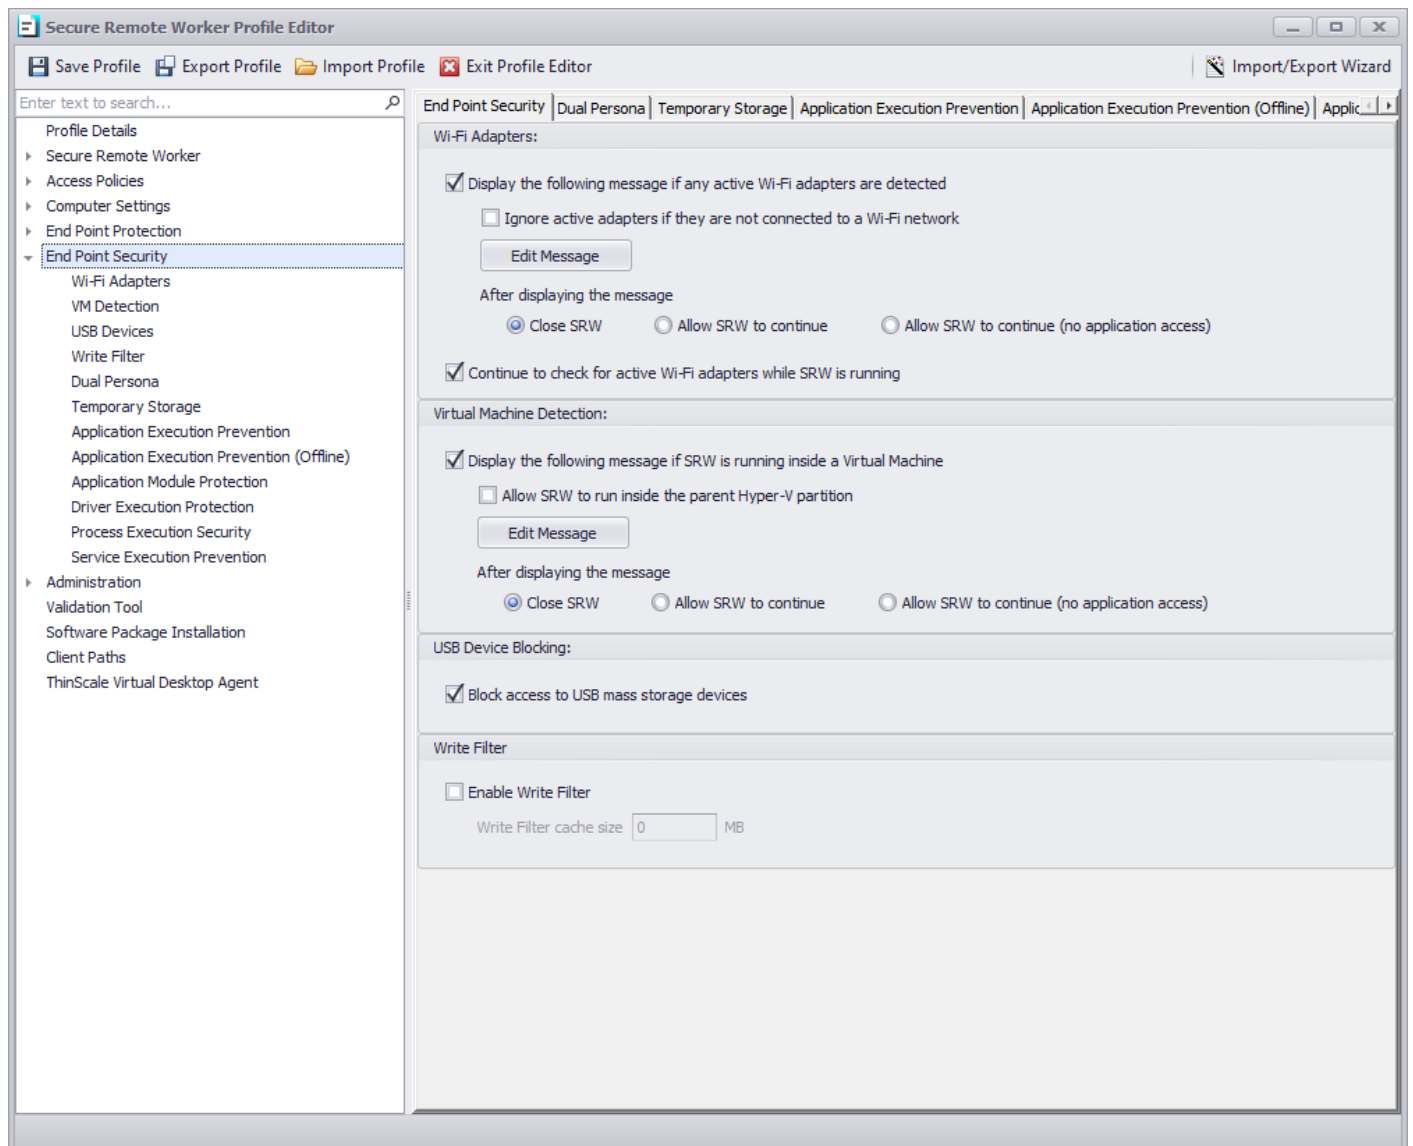 Secure Remote Worker Profile Editor
Save Profile Export Profile Import Profile Exit Profile Editor Import/Export Wizard
Enter text to search...
Profile Details
Secure Remote Worker
Access Policies
Computer Settings
End Point Protection
End Point Security
Wi-Fi Adapters
VM Detection
USB Devices
Write Filter
Dual Persona
Temporary Storage
Application Execution Prevention
Application Execution Prevention (Offline)
Application Module Protection
Driver Execution Protection
Process Execution Security
Service Execution Prevention
Administration
Validation Tool
Software Package Installation
Client Paths
ThinScale Virtual Desktop Agent
End Point Security Dual Persona Temporary Storage Application Execution Prevention Application Execution Prevention (Offline) Applic
Wi-Fi Adapters:
Display the following message if any active Wi-Fi adapters are detected
Ignore active adapters if they are not connected to a Wi-Fi network
Edit Message
After displaying the message
Close SRW Allow SRW to continue Allow SRW to continue (no application access)
Continue to check for active Wi-Fi adapters while SRW is running
Virtual Machine Detection:
Display the following message if SRW is running inside a Virtual Machine
Allow SRW to run inside the parent Hyper-V partition
Edit Message
After displaying the message
Close SRW Allow SRW to continue Allow SRW to continue (no application access)
USB Device Blocking:
Block access to USB mass storage devices
Write Filter
Enable Write Filter
Write Filter cache size 0 MB